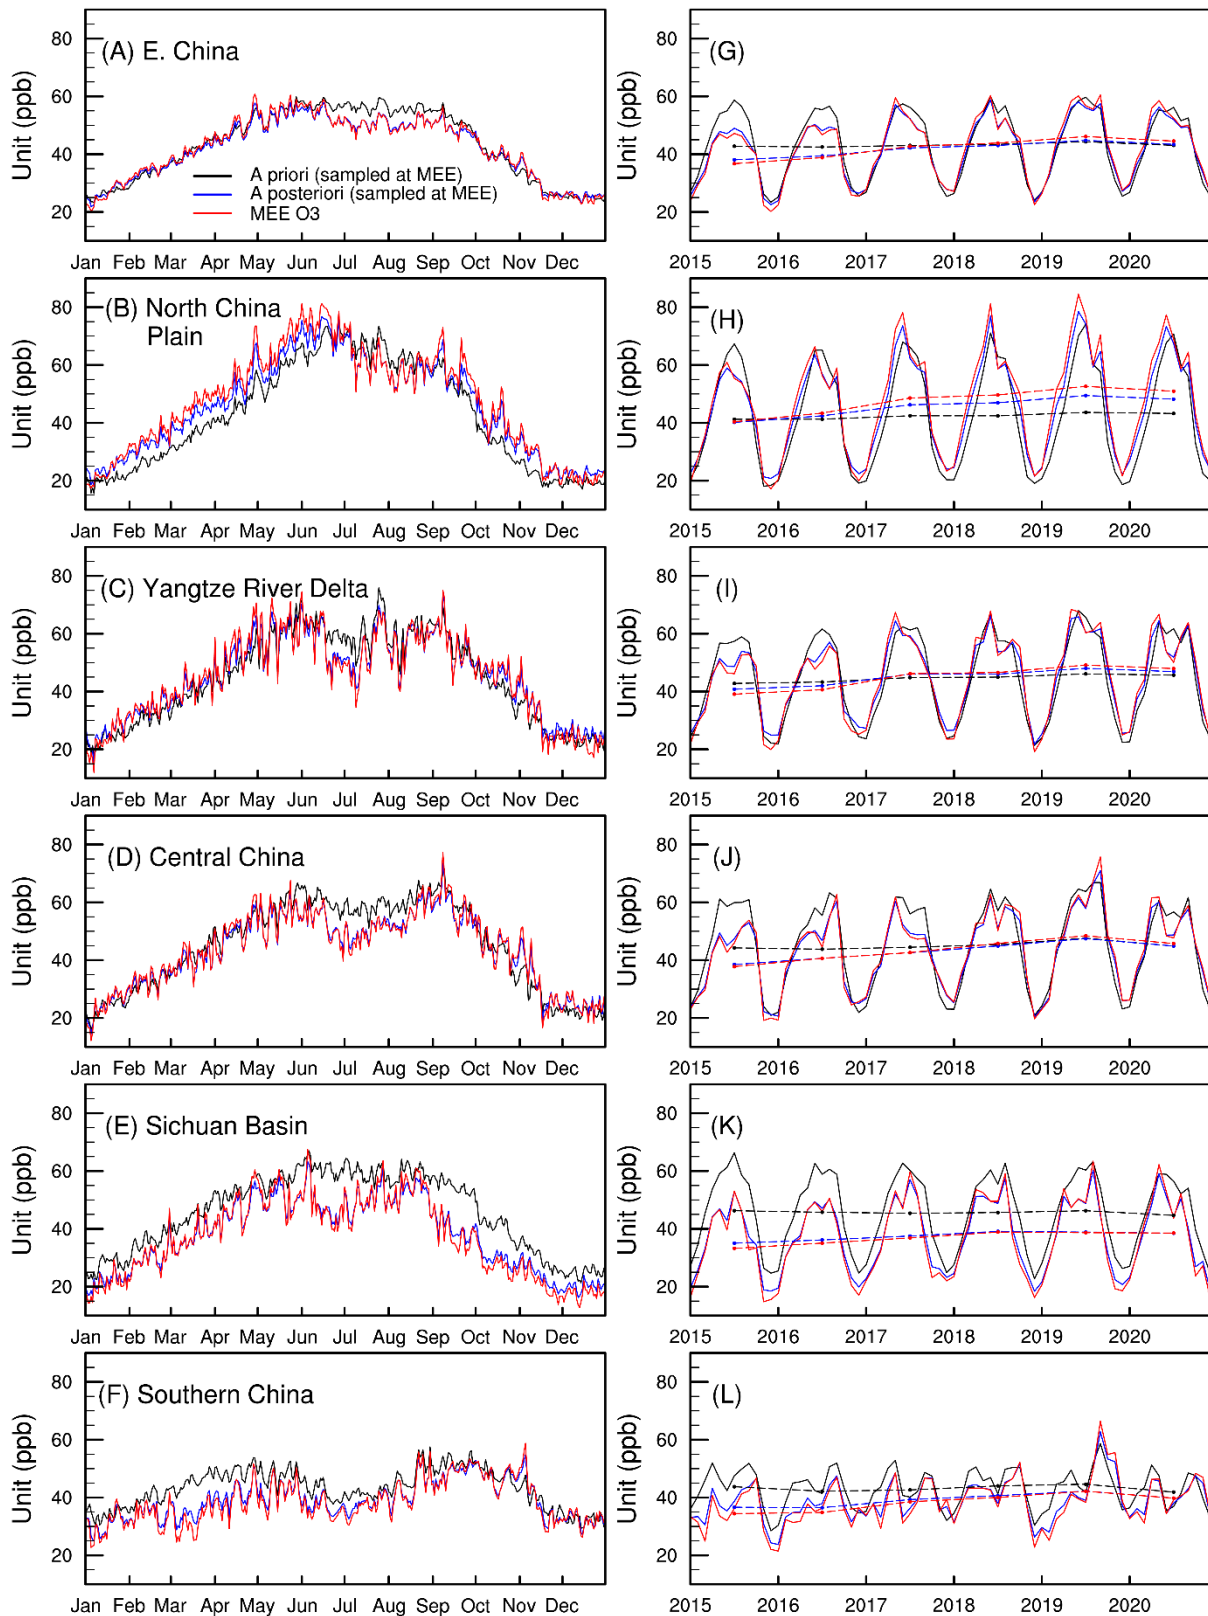 (A) E. China
Unit (ppb)
80
60
40
20
A priori (sampled at MEE)
A posteriori (sampled at MEE)
MEE O3
Jan Feb Mar Apr May Jun Jul Aug Sep Oct Nov Dec
(G)
Unit (ppb)
80
60
40
20
2015 2016 2017 2018 2019 2020
(B) North China
Plain
Unit (ppb)
80
60
40
20
Jan Feb Mar Apr May Jun Jul Aug Sep Oct Nov Dec
(H)
Unit (ppb)
80
60
40
20
2015 2016 2017 2018 2019 2020
(C) Yangtze River Delta
Unit (ppb)
80
60
40
20
Jan Feb Mar Apr May Jun Jul Aug Sep Oct Nov Dec
(I)
Unit (ppb)
80
60
40
20
2015 2016 2017 2018 2019 2020
(D) Central China
Unit (ppb)
80
60
40
20
Jan Feb Mar Apr May Jun Jul Aug Sep Oct Nov Dec
(J)
Unit (ppb)
80
60
40
20
2015 2016 2017 2018 2019 2020
(E) Sichuan Basin
Unit (ppb)
80
60
40
20
Jan Feb Mar Apr May Jun Jul Aug Sep Oct Nov Dec
(K)
Unit (ppb)
80
60
40
20
2015 2016 2017 2018 2019 2020
(F) Southern China
Unit (ppb)
80
60
40
20
Jan Feb Mar Apr May Jun Jul Aug Sep Oct Nov Dec
(L)
Unit (ppb)
80
60
40
20
2015 2016 2017 2018 2019 2020